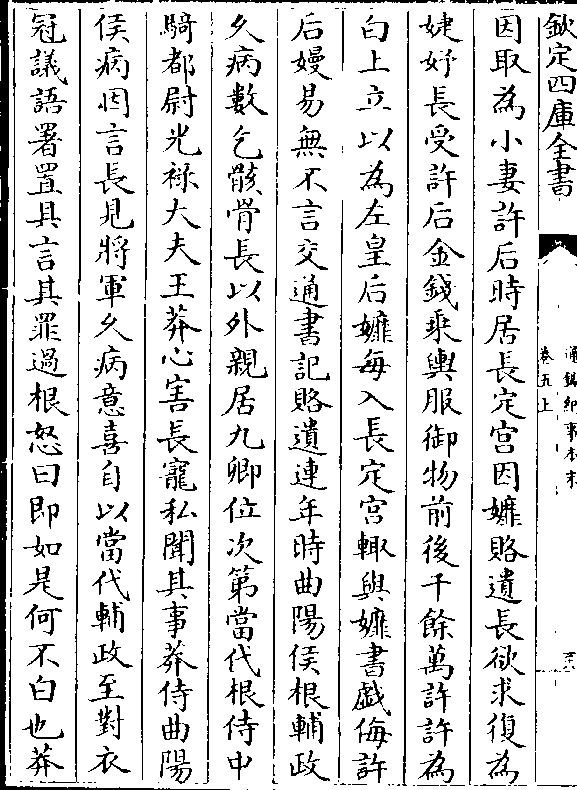 欽定四庫全書
通鑑紀事本末
卷五上
因取為小妻許后時居長定宮因嬺賂遺長欲求復為
婕妤長受許后金錢乘輿服御物前後千餘萬詐許為
白上立以為左皇后嬺每入長定宮輙與嬺書戲侮許
后嫚易無不言交通書記賂遺連年時曲陽侯根輔政
乆病數乞骸骨長以外親居九卿位次第當代根侍中
騎都尉光祿大夫王莽心害長寵私聞其事莽侍曲陽
侯病因言長見將軍乆病意喜自以當代輔政至對衣
冠議語署置具言其罪過根怒曰即如是何不白也莽